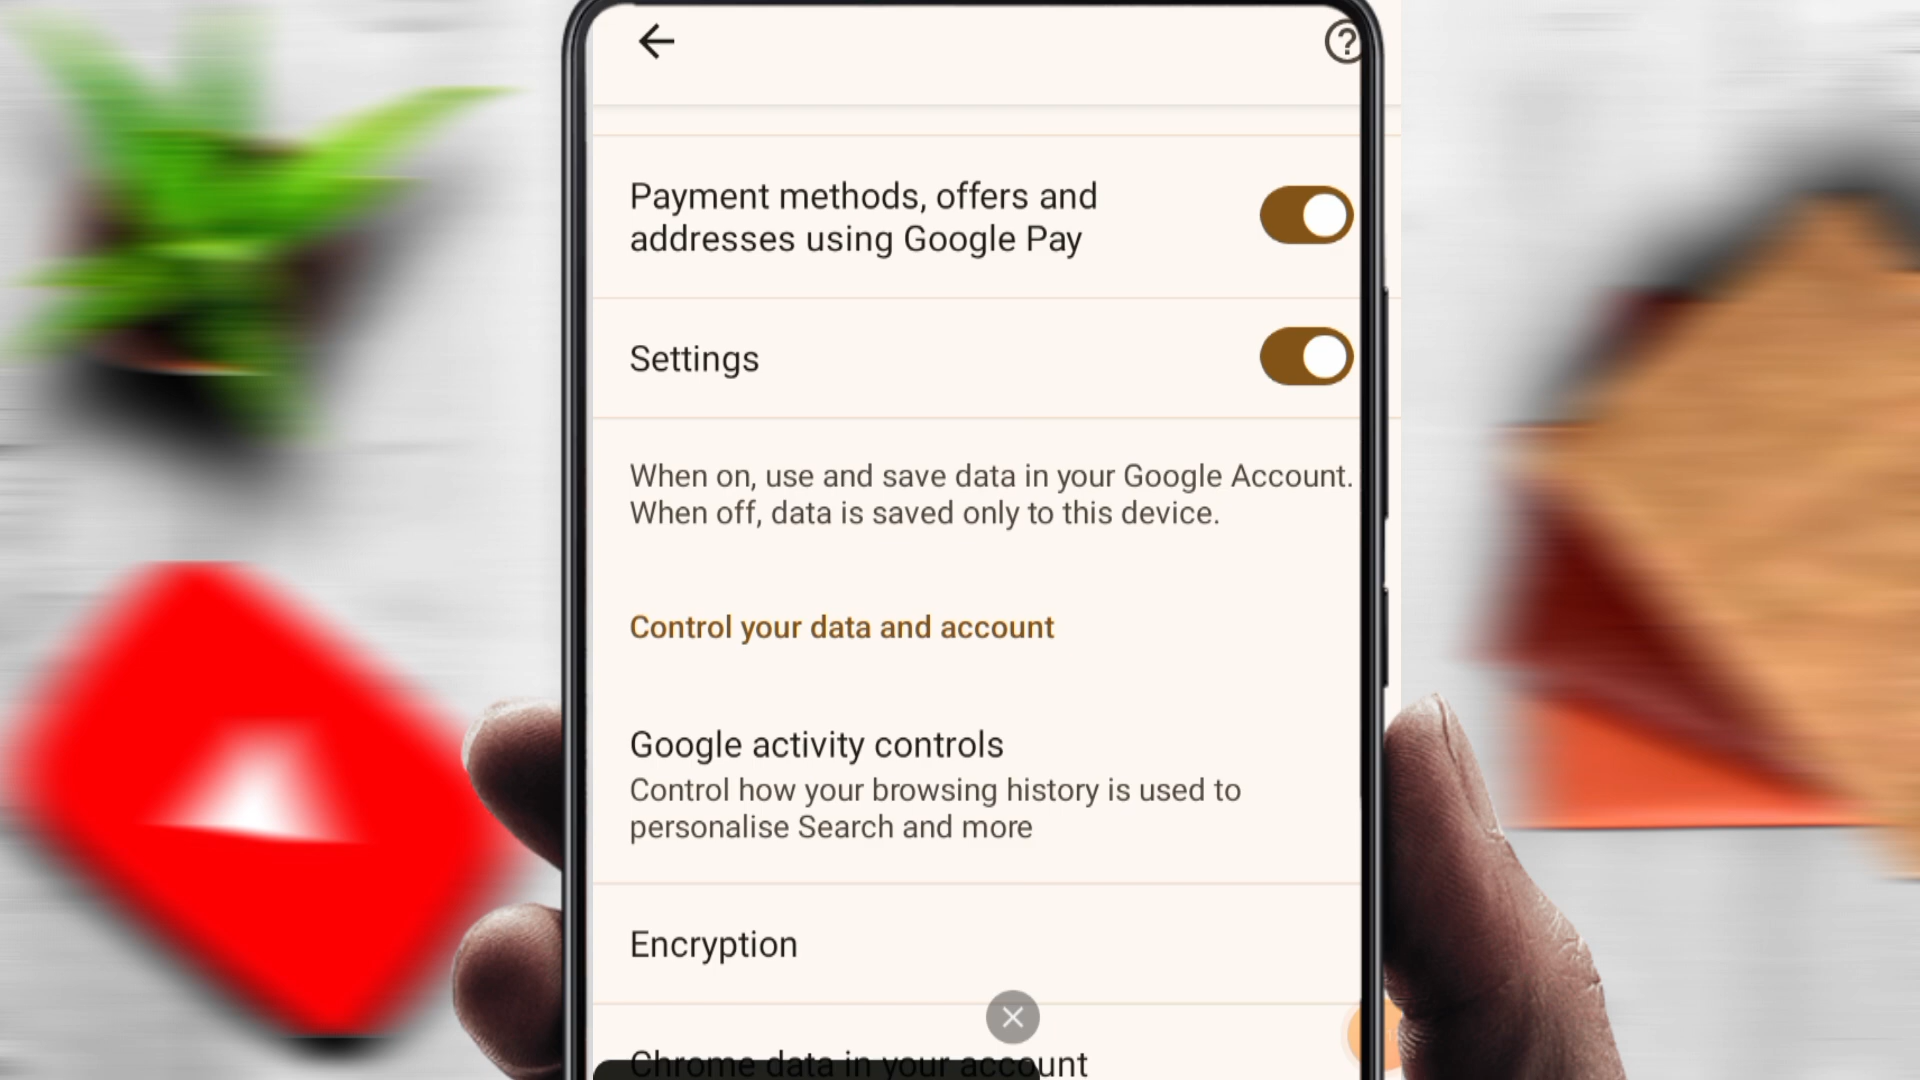 Payment methods, offers and
addresses using Google Pay
Settings
When on, use and save data in your Google Account.
When off, data is saved only to this device.
Control your data and account
Google activity controls
Control how your browsing history is used to
personalise Search and more
Encryption
Chrome data in your account